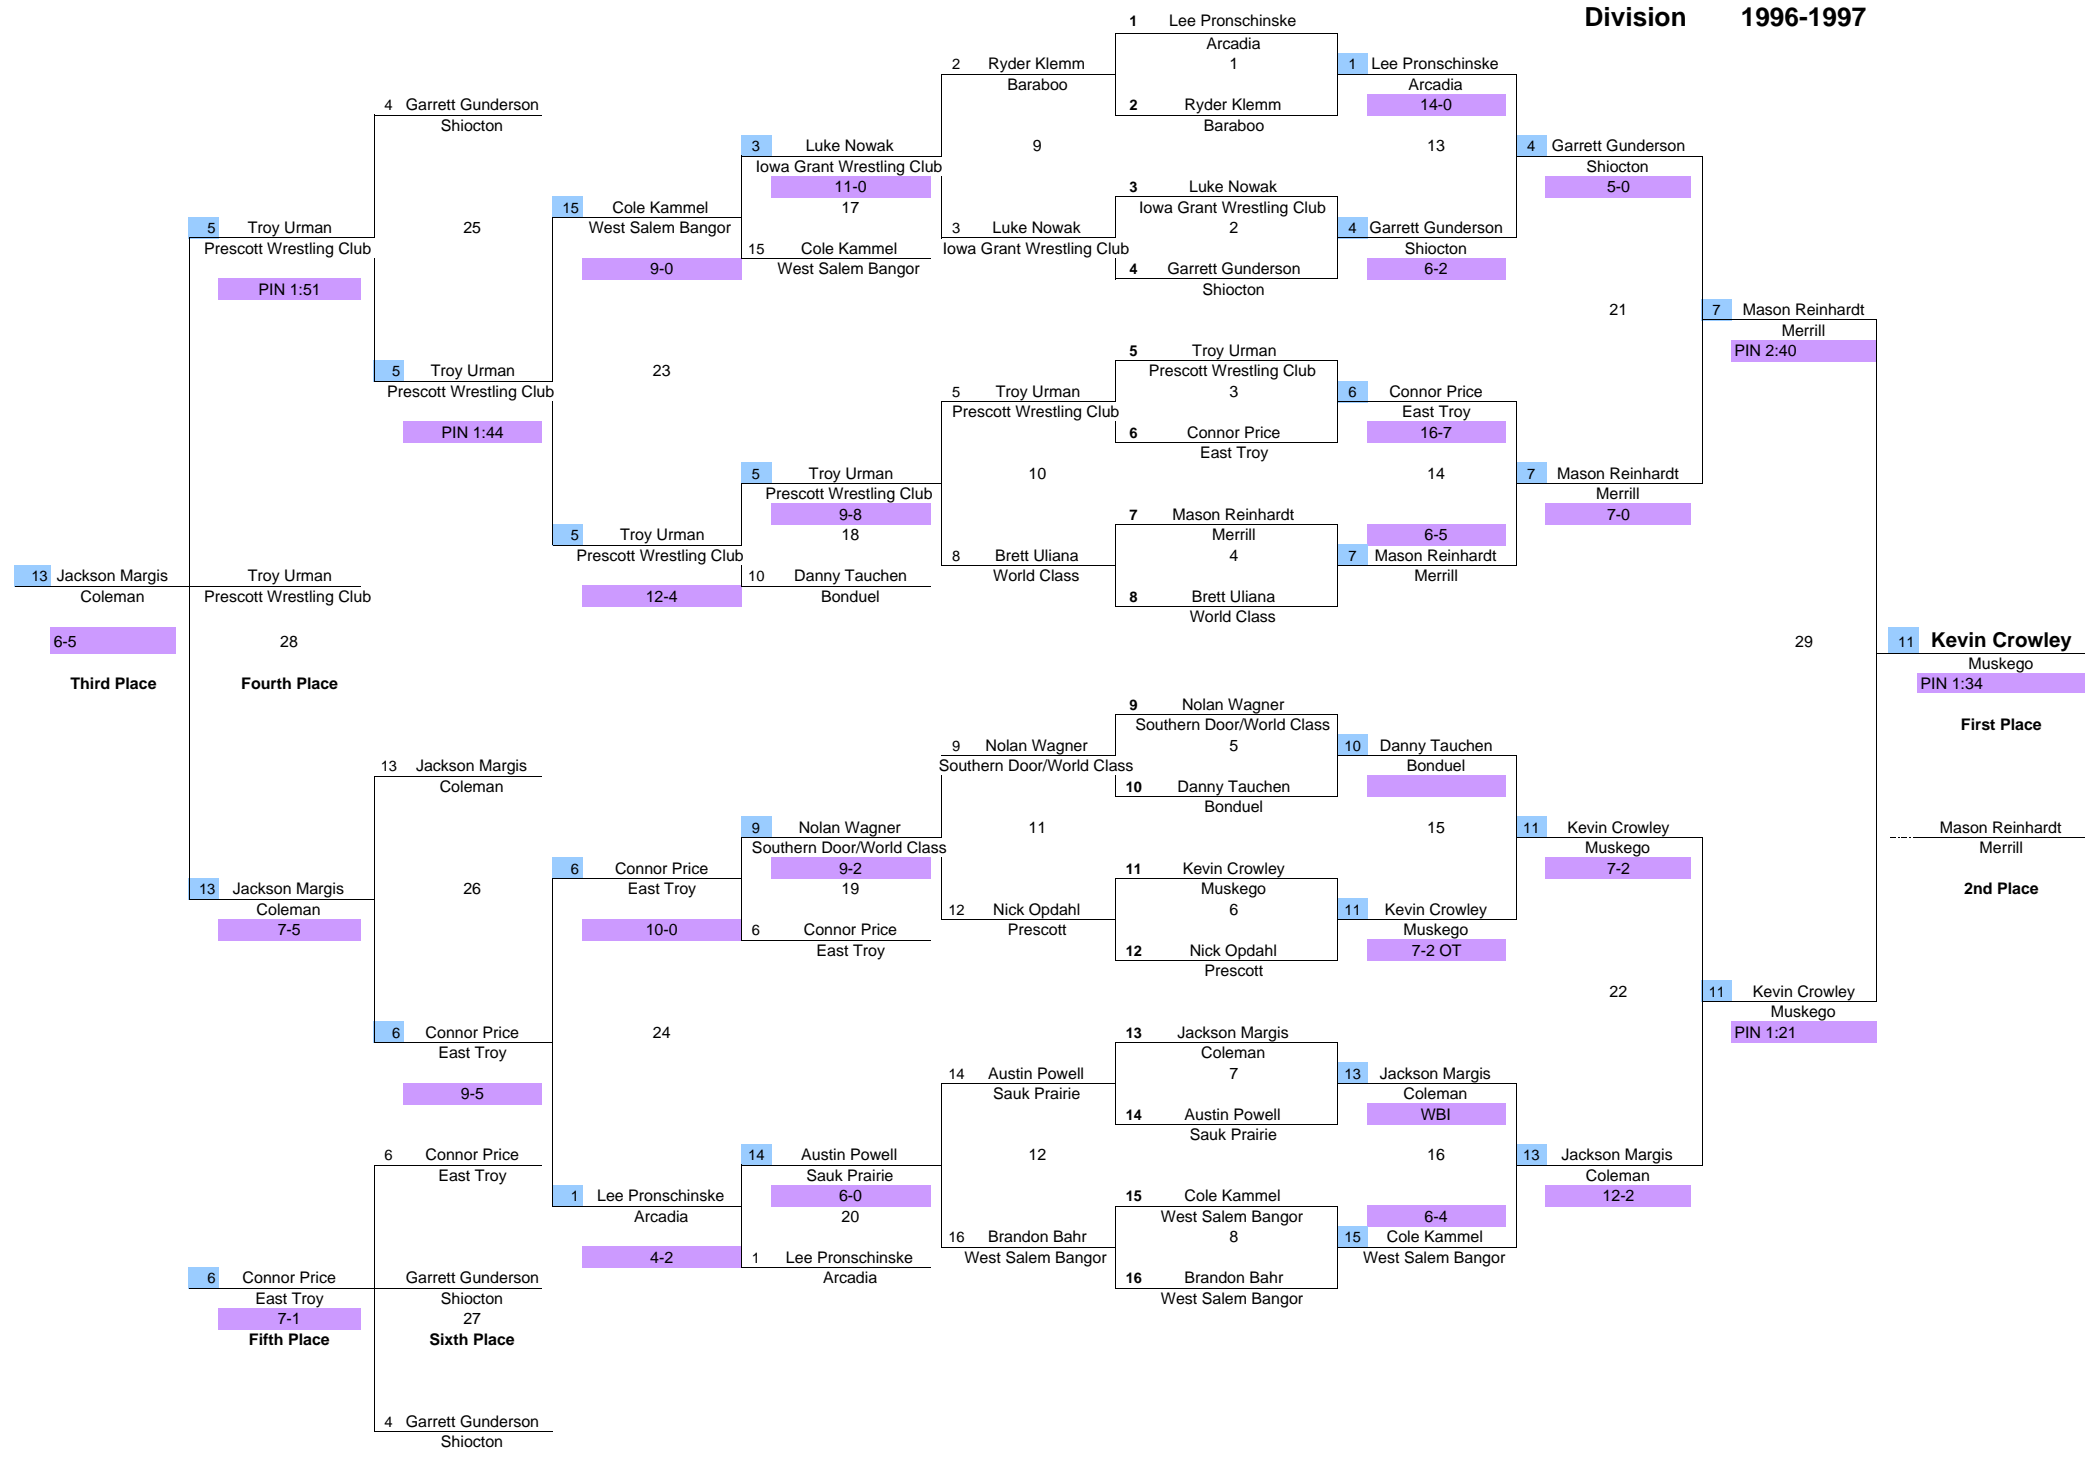 Division 1996-1997
1 Lee Pronschinske
Arcadia
2 Ryder Klemm 1 1 Lee Pronschinske
Baraboo Arcadia
4 Garrett Gunderson 2 Ryder Klemm 14-0
Shiocton Baraboo
3 Luke Nowak 9 13 4 Garrett Gunderson
Iowa Grant Wrestling Club Shiocton
11-0 3 Luke Nowak 5-0
15 Cole Kammel 17 Iowa Grant Wrestling Club
5 Troy Urman 25 West Salem Bangor 3 Luke Nowak 2 4 Garrett Gunderson
Prescott Wrestling Club 15 Cole Kammel Iowa Grant Wrestling Club Shiocton
9-0 West Salem Bangor 4 Garrett Gunderson 6-2
PIN 1:51 Shiocton
21 7 Mason Reinhardt
Merrill
5 Troy Urman PIN 2:40
5 Troy Urman 23 Prescott Wrestling Club
Prescott Wrestling Club 5 Troy Urman 3 6 Connor Price
Prescott Wrestling Club East Troy
PIN 1:44 6 Connor Price 16-7
East Troy
5 Troy Urman 10 14 7 Mason Reinhardt
Prescott Wrestling Club Merrill
9-8 7 Mason Reinhardt 7-0
5 Troy Urman 18 Merrill 6-5
Prescott Wrestling Club 8 Brett Uliana 4 7 Mason Reinhardt
13 Jackson Margis Troy Urman 10 Danny Tauchen World Class Merrill
Coleman Prescott Wrestling Club 12-4 Bonduel 8 Brett Uliana
World Class
6-5 28 29 11 Kevin Crowley
Muskego
Third Place Fourth Place PIN 1:34
9 Nolan Wagner
Southern Door/World Class First Place
9 Nolan Wagner 5 10 Danny Tauchen
13 Jackson Margis Southern Door/World Class Bonduel
Coleman 10 Danny Tauchen
Bonduel
9 Nolan Wagner 11 15 11 Kevin Crowley Mason Reinhardt
Southern Door/World Class Muskego Merrill
6 Connor Price 9-2 11 Kevin Crowley 7-2
13 Jackson Margis 26 East Troy 19 Muskego 2nd Place
Coleman 12 Nick Opdahl 6 11 Kevin Crowley
7-5 10-0 6 Connor Price Prescott Muskego
East Troy 12 Nick Opdahl 7-2 OT
Prescott
22 11 Kevin Crowley
Muskego
6 Connor Price 24 13 Jackson Margis PIN 1:21
East Troy Coleman
14 Austin Powell 7 13 Jackson Margis
9-5 Sauk Prairie Coleman
14 Austin Powell WBI
Sauk Prairie
6 Connor Price 14 Austin Powell 12 16 13 Jackson Margis
East Troy Sauk Prairie Coleman
1 Lee Pronschinske 6-0 15 Cole Kammel 12-2
Arcadia 20 West Salem Bangor 6-4
16 Brandon Bahr 8 15 Cole Kammel
4-2 1 Lee Pronschinske West Salem Bangor West Salem Bangor
6 Connor Price Garrett Gunderson Arcadia 16 Brandon Bahr
East Troy Shiocton West Salem Bangor
7-1 27
Fifth Place Sixth Place
4 Garrett Gunderson
Shiocton